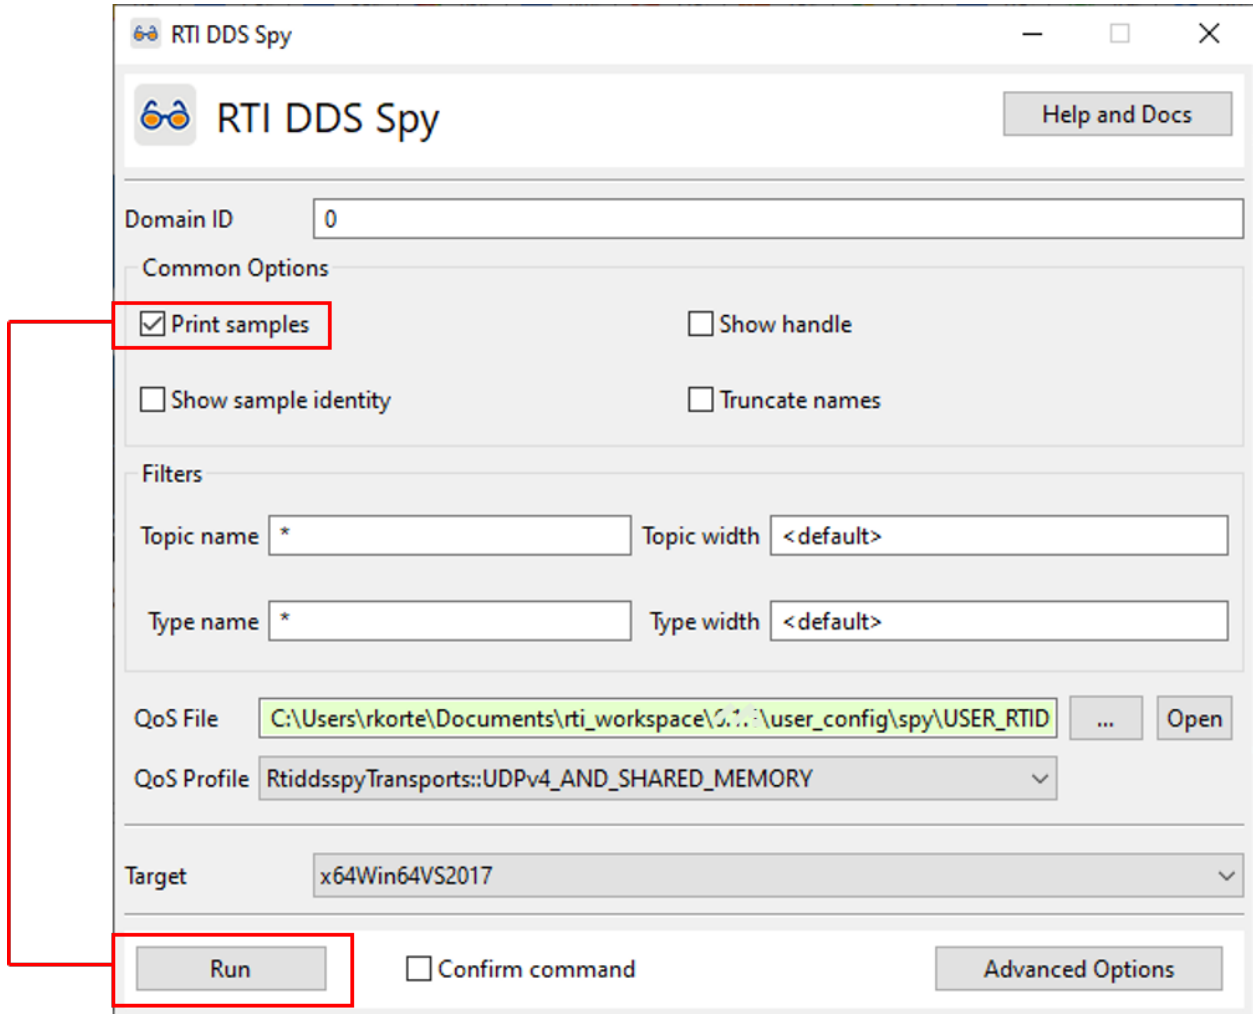 RTI DDS Spy
RTI DDS Spy
Help and Docs
Domain ID
0
Common Options
Print samples
Show handle
Show sample identity
Truncate names
Filters
Topic name
*
Topic width
<default>
Type name
*
Type width
<default>
QoS File
C:\Users\rkorte\Documents\rti_workspace\ \user_config\spy\USER_RTID
...
Open
QoS Profile
RtiddsspyTransports::UDPv4_AND_SHARED_MEMORY
Target
x64Win64VS2017
Run
Confirm command
Advanced Options